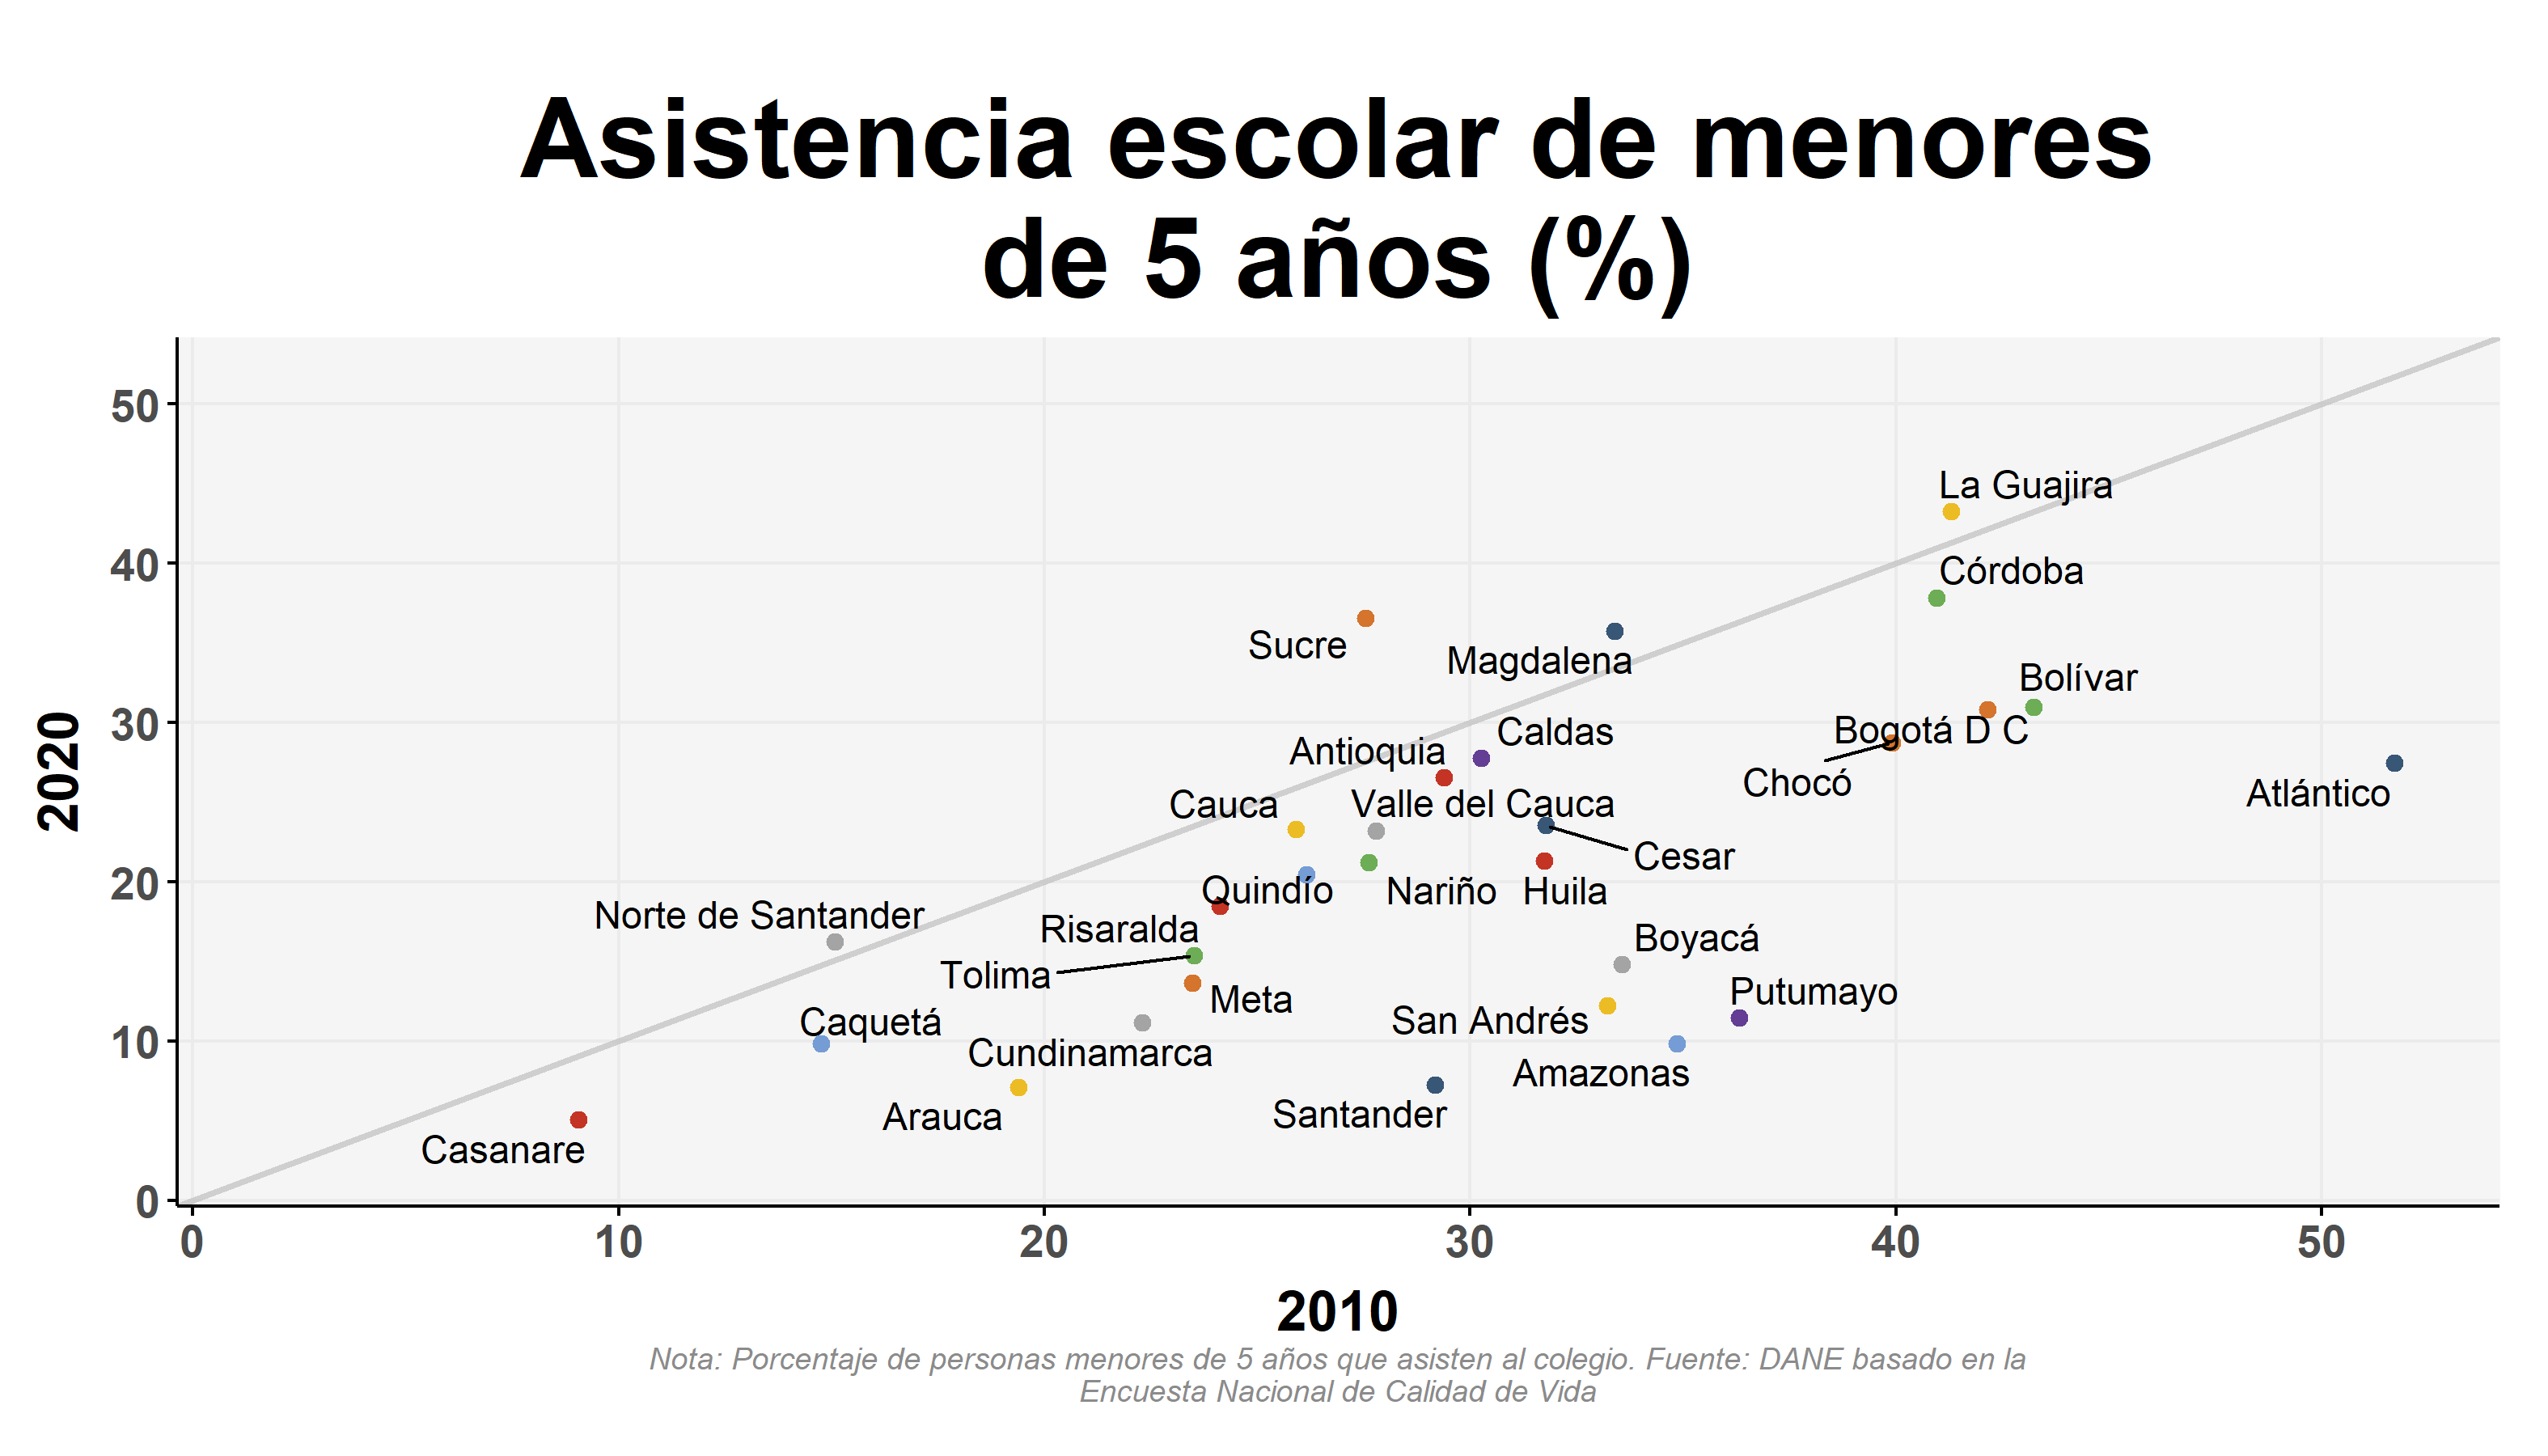 Asistencia escolar de menores
de 5 años (%)
50
La Guajira
40
Córdoba
Sucre
Magdalena
Bolívar
30
Bogotá D C
Caldas
Antioquia
Chocó
Atlántico
Cauca
Valle del Cauca
Cesar
20
Quindío
Nariño
Huila
Norte de Santander
Risaralda
Boyacá
Tolima
Putumayo
Meta
San Andrés
Caquetá
10
Cundinamarca
Amazonas
Arauca
Santander
Casanare
0
2020
0 10 20 30 40 50
2010
Nota: Porcentaje de personas menores de 5 años que asisten al colegio. Fuente: DANE basado en la
Encuesta Nacional de Calidad de Vida